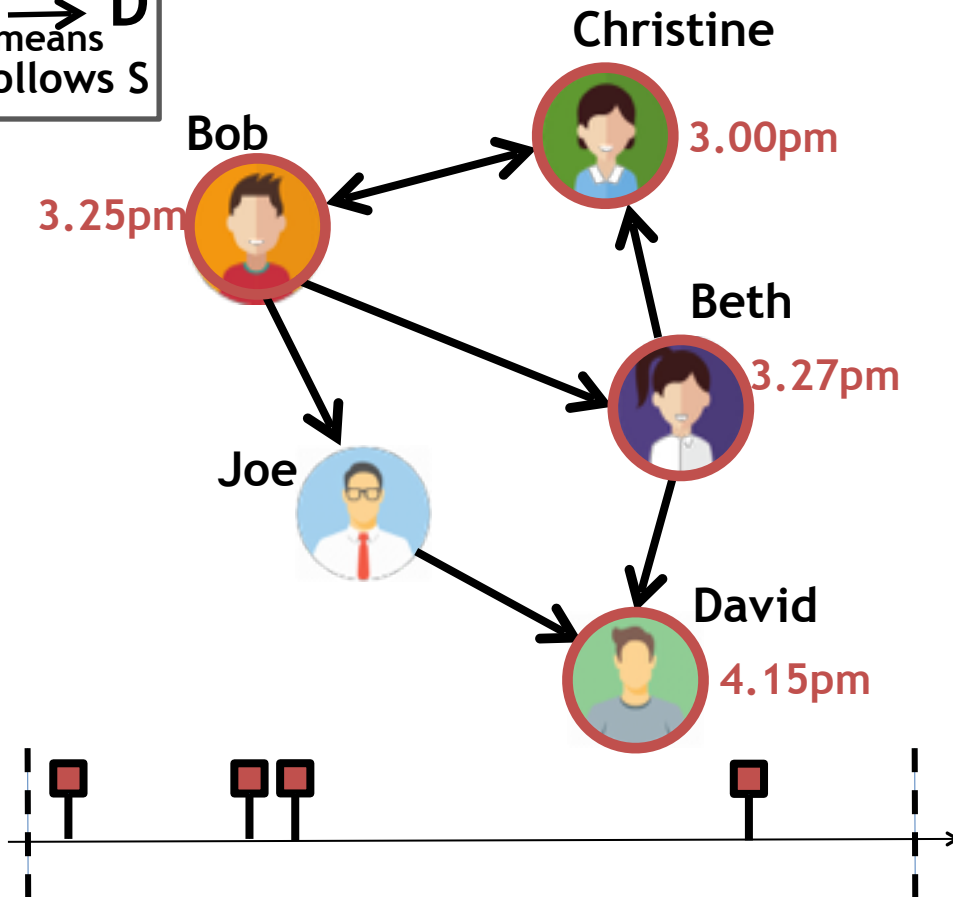 D
means
ollows S
Christine
Bob
3.00pm
3.25pm
Beth
3.27pm
Joe
David
4.15pm